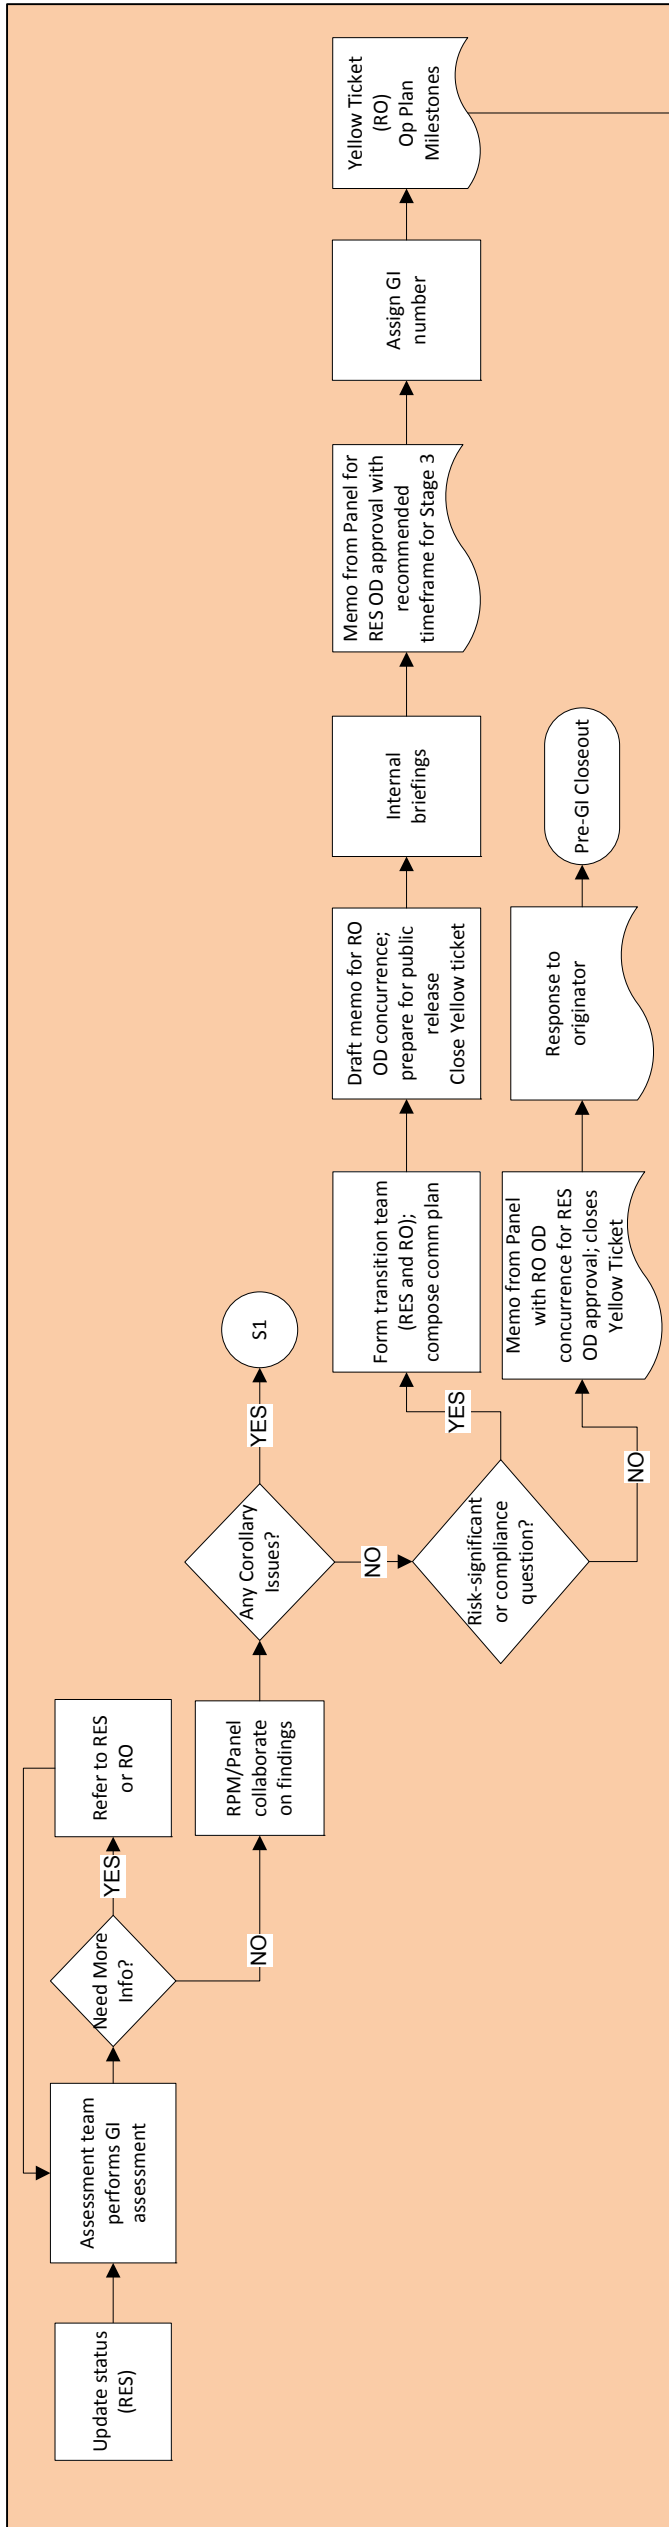 Update status
(RES)
Assessment team
performs GI
assessment
Need More
Info?
YES
Refer to RES
or RO
NO
RPM/Panel
collaborate
on findings
Any Corollary
Issues?
YES
S1
NO
Risk-significant
or compliance
question?
YES
Form transition team
(RES and RO);
compose comm plan
Draft memo for RO
OD concurrence;
prepare for public
release
Close Yellow ticket
Internal
briefings
Memo from Panel for
RES OD approval with
recommended
timeframe for Stage 3
Assign GI
number
Yellow Ticket
(RO)
Op Plan
Milestones
NO
Memo from Panel
with RO OD
concurrence for RES
OD approval; closes
Yellow Ticket
Response to
originator
Pre-GI Closeout